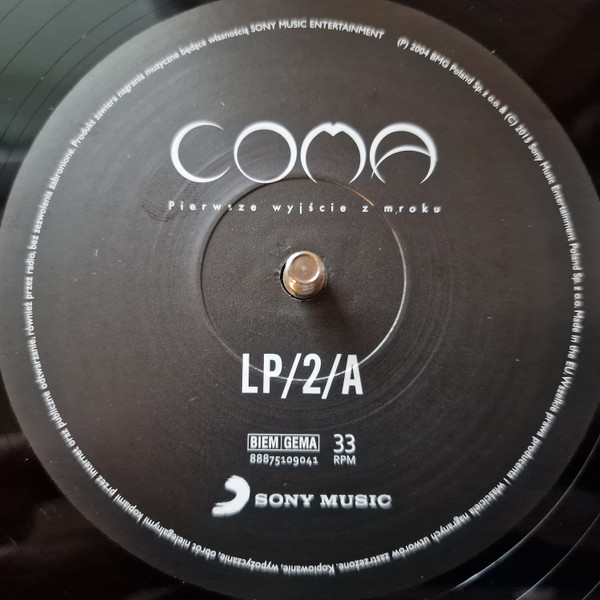 COMA
Pierwsze wyjście z mroku
LP/2/A
BIEM GEMA 33
88875109041 RPM
SONY MUSIC
Produkt zawiera nagrania muzyczne będące własnością SONY MUSIC ENTERTAINMENT (P) 2004 BMG Poland Sp. z o.o. & (C) 2015 Sony Music Entertainment Poland Sp. z o.o. Made in the EU. Wszelkie prawa producenta i właściciela nagranych utworów zastrzeżone. Kopiowanie, wypożyczanie, obrót nielegalnymi kopiami przez internet oraz publiczne odtwarzanie, również przez radio, bez zezwolenia zabronione.